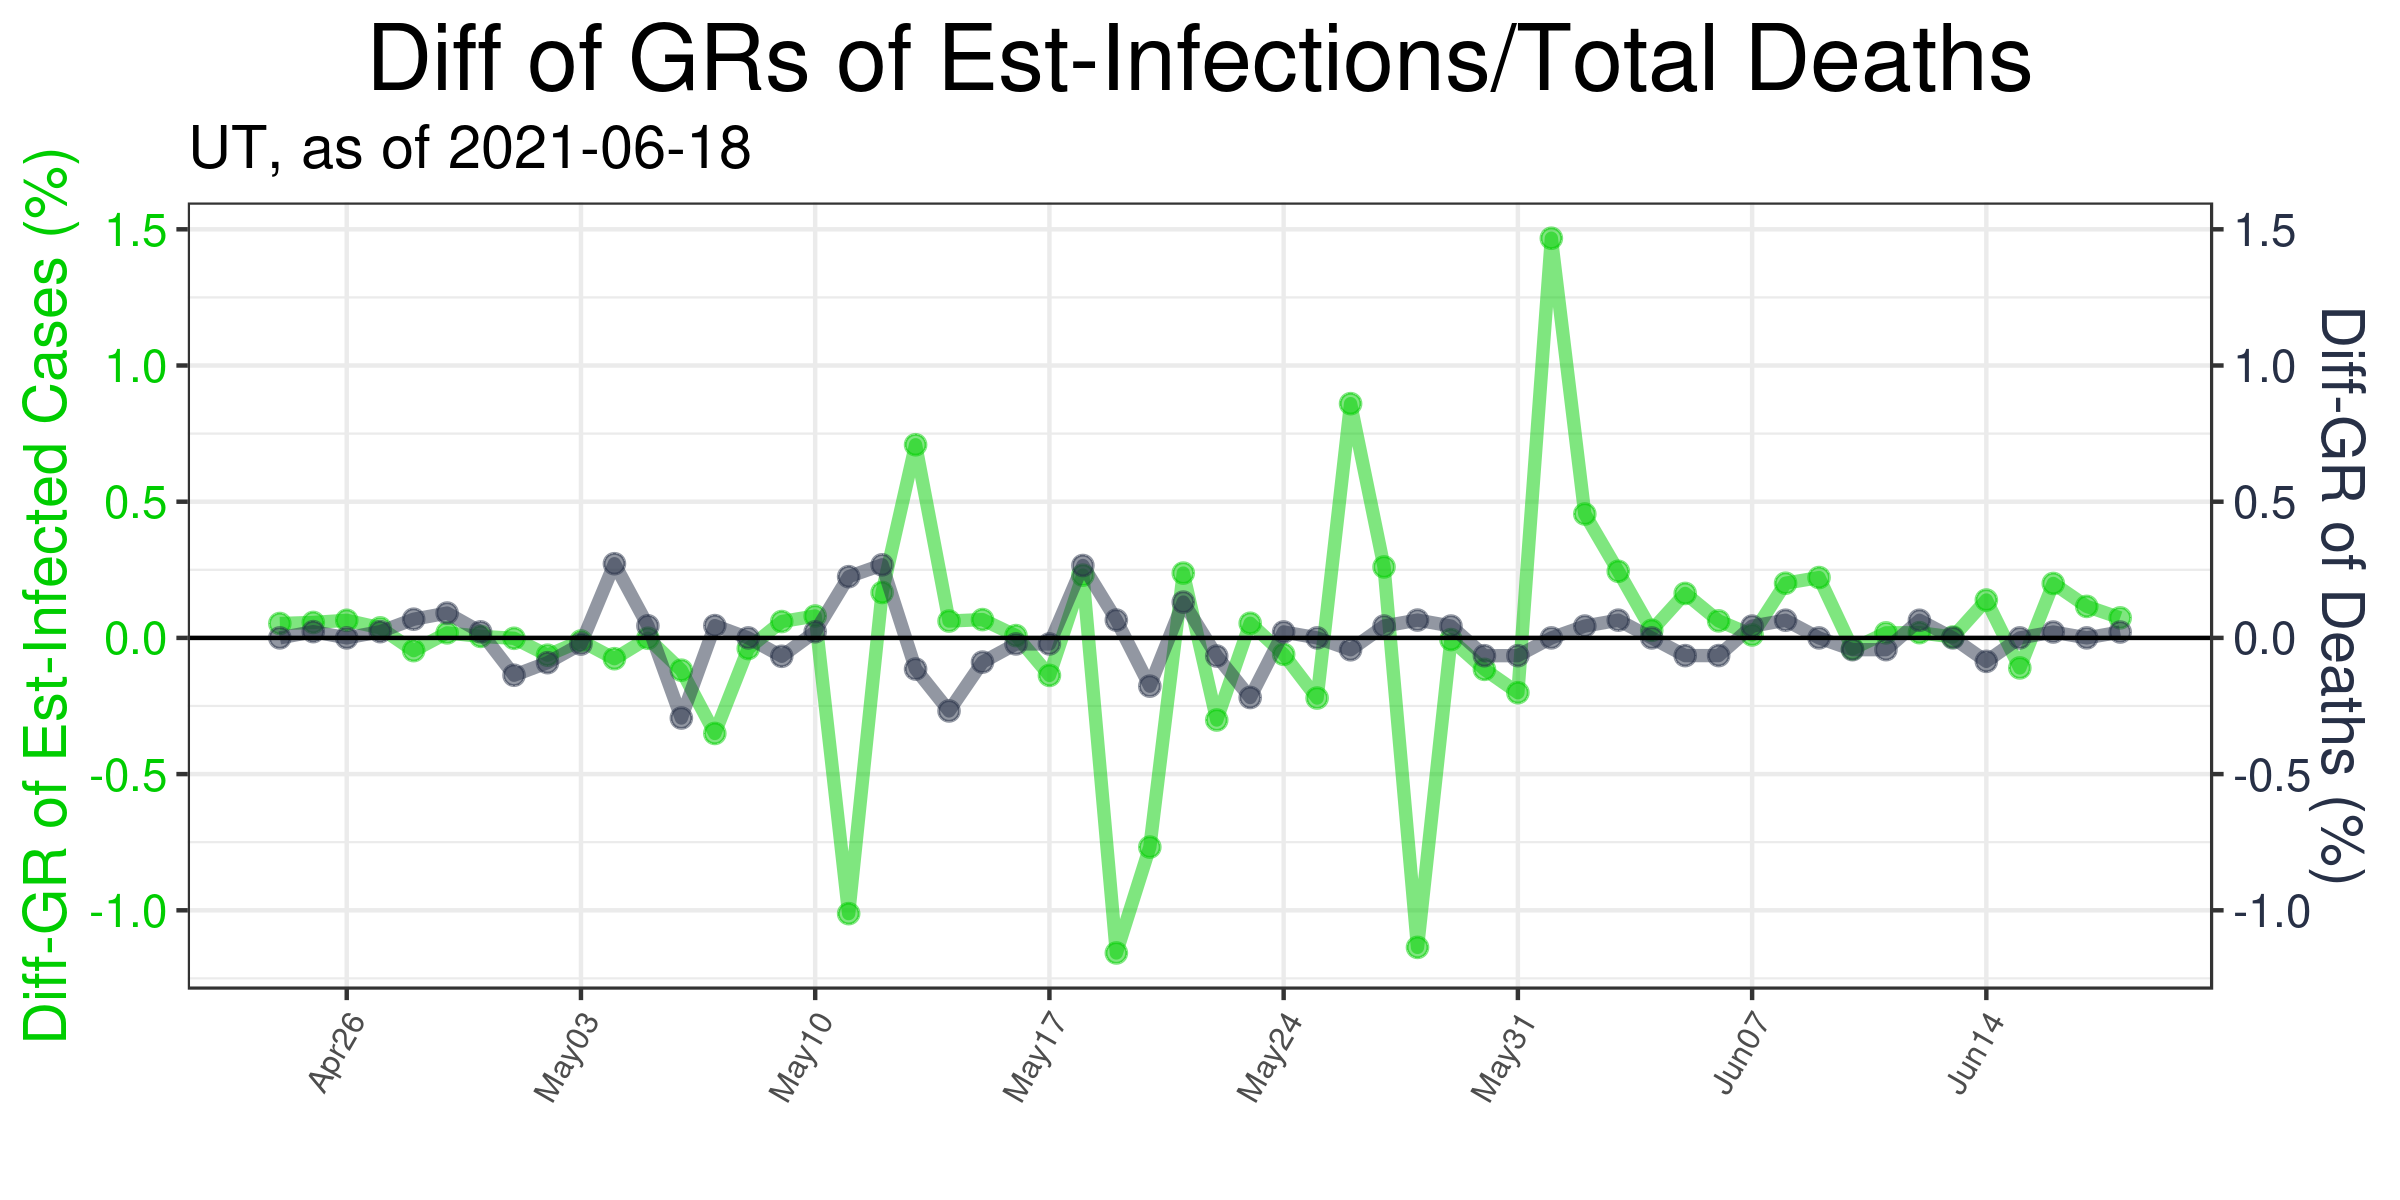 Diff of GRs of Est-Infections/Total Deaths
UT, as of 2021-06-18
Diff-GR of Est-Infected Cases (%)
1.5
1.0
0.5
0.0
-0.5
-1.0
1.5
1.0
0.5
0.0
-0.5
-1.0
Diff-GR of Deaths (%)
Apr26
May03
May10
May17
May24
May31
Jun07
Jun14